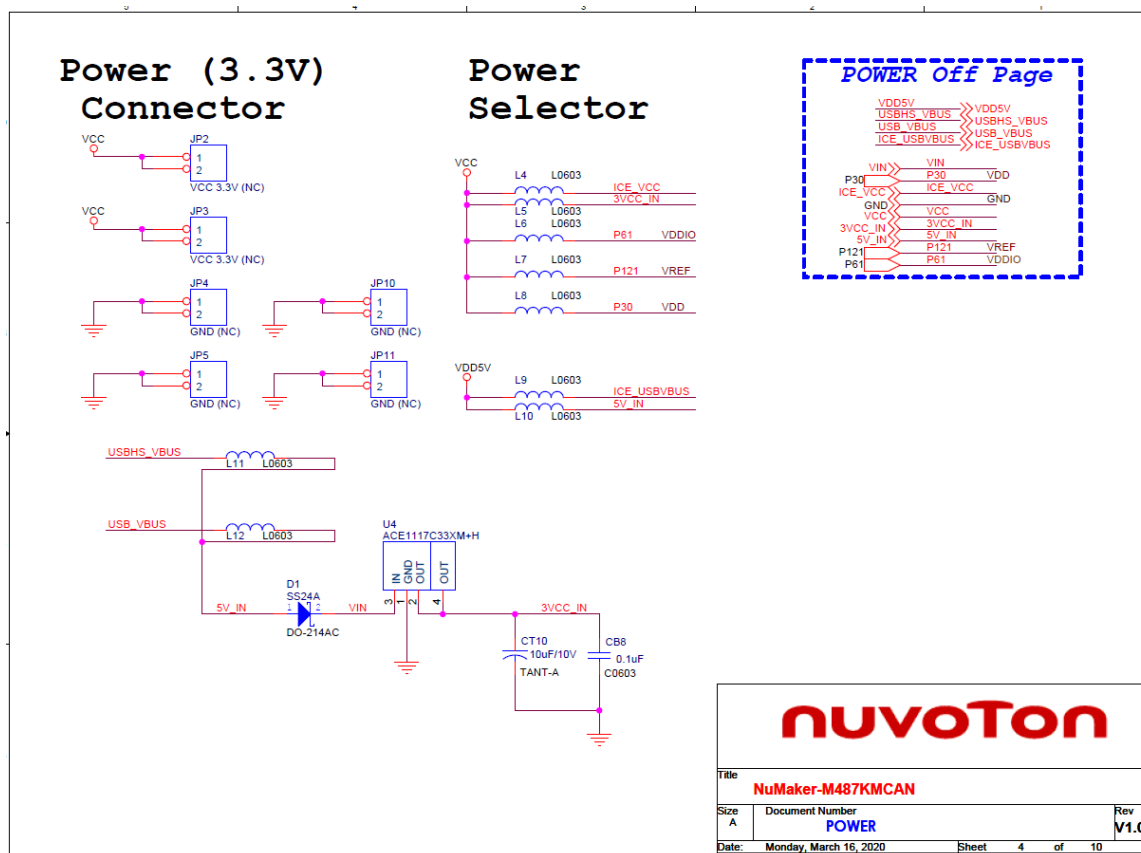 5
4
3
2
1
Power (3.3V)
Connector
Power
Selector
POWER Off Page
VCC
JP2
1
2
VCC 3.3V (NC)
VCC
JP3
1
2
VCC 3.3V (NC)
JP4
1
2
GND (NC)
JP10
1
2
GND (NC)
JP5
1
2
GND (NC)
JP11
1
2
GND (NC)
VCC
L4 L0603
ICE_VCC
3VCC_IN
L5 L0603
L6 L0603
P61 VDDIO
L7 L0603
P121 VREF
L8 L0603
P30 VDD
VDD5V
L9 L0603
ICE_USBVBUS
5V_IN
L10 L0603
VDD5V VDD5V
USBHS_VBUS USBHS_VBUS
USB_VBUS USB_VBUS
ICE_USBVBUS ICE_USBVBUS
VIN VIN
P30 P30 VDD
ICE_VCC ICE_VCC
GND GND
VCC VCC
3VCC_IN 3VCC_IN
5V_IN 5V_IN
P121 P121 VREF
P61 P61 VDDIO
USBHS_VBUS
L11 L0603
USB_VBUS
L12 L0603
U4
ACE1117C33XM+H
IN
GND
OUT
OUT
3
1
2
4
D1
SS24A
5V_IN 1 2 VIN
DO-214AC
3VCC_IN
CT10
10uF/10V
TANT-A
CB8
0.1uF
C0603
nuvoTon
Title
NuMaker-M487KMCAN
Size
A
Document Number
POWER
Rev
V1.0
Date: Monday, March 16, 2020 Sheet 4 of 10